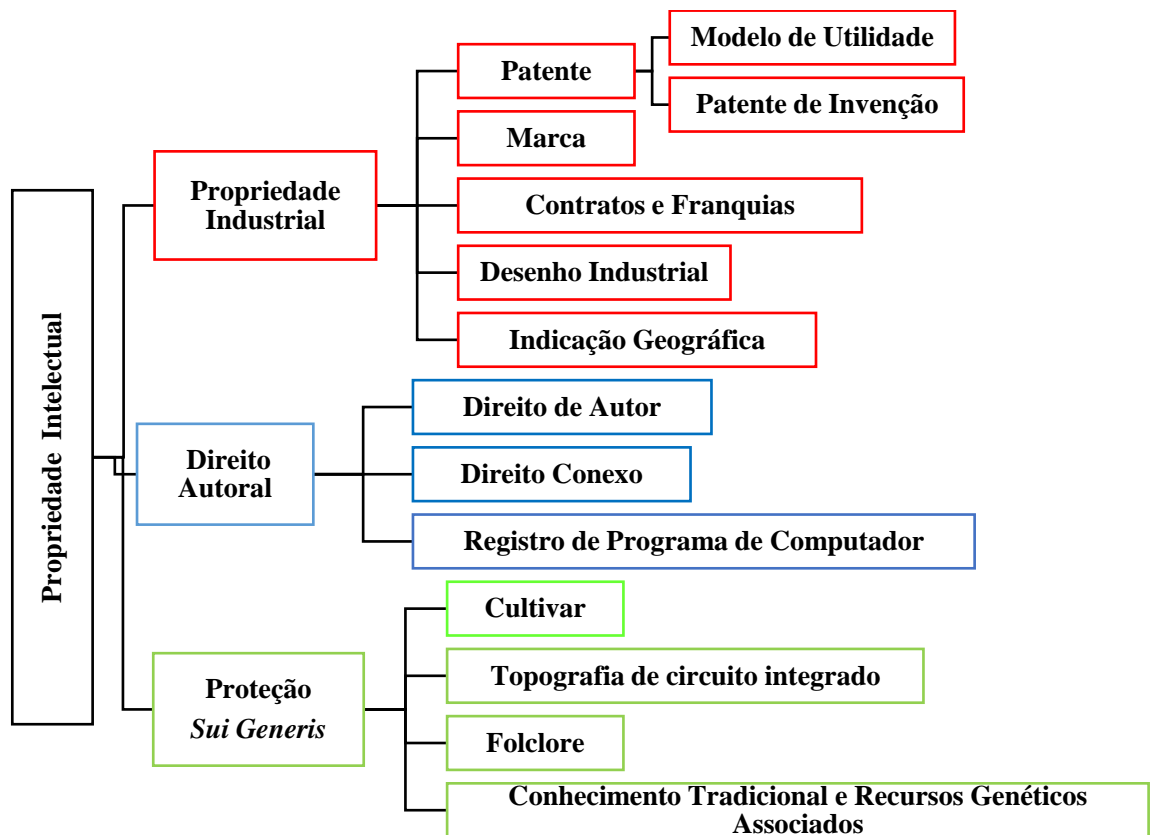 Propriedade Intelectual
Propriedade
Industrial
Patente
Modelo de Utilidade
Patente de Invenção
Marca
Contratos e Franquias
Desenho Industrial
Indicação Geográfica
Direito
Autoral
Direito de Autor
Direito Conexo
Registro de Programa de Computador
Proteção
Sui Generis
Cultivar
Topografia de circuito integrado
Folclore
Conhecimento Tradicional e Recursos Genéticos
Associados